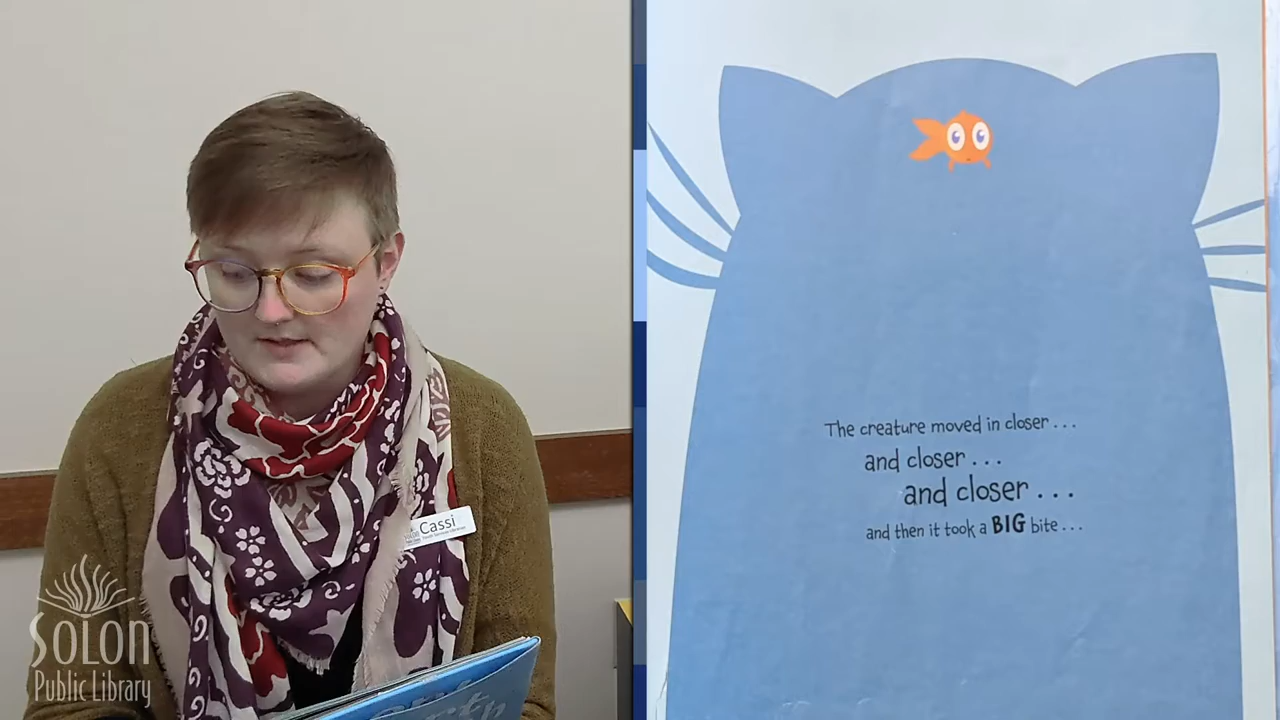 Cassi
SOLON
Public Library
The creature moved in closer . . .
and closer . . .
and closer . . .
and then it took a BIG bite . . .